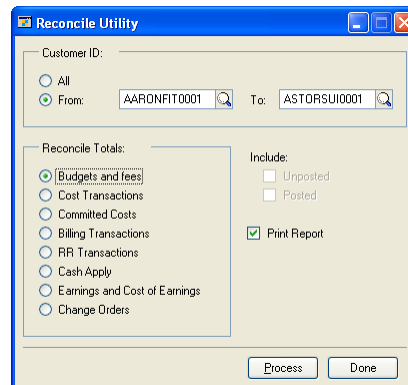 Reconcile Utility
Customer ID:
All
From: AARONFIT0001 To: ASTORSUI0001
Reconcile Totals:
Include:
Budgets and fees
Unposted
Cost Transactions
Posted
Committed Costs
Billing Transactions
Print Report
RR Transactions
Cash Apply
Earnings and Cost of Earnings
Change Orders
Process Done